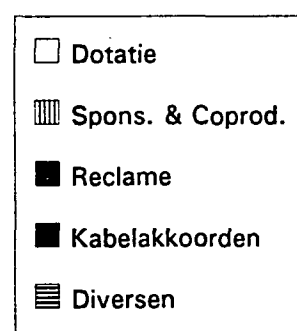 Dotatie
Spons. & Coprod.
Reclame
Kabelakkoorden
Diversen